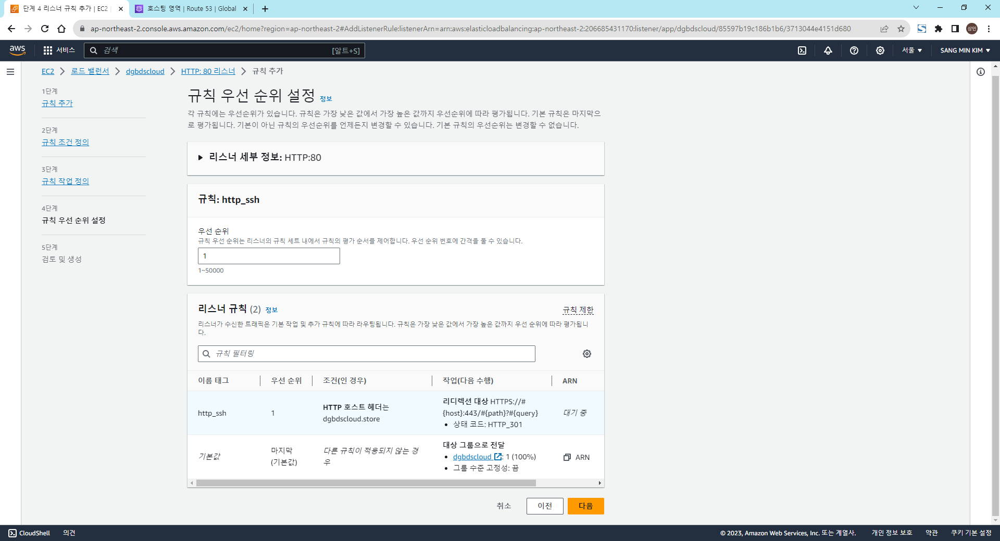 단계 4 리스너 규칙 추가 | EC2
호스팅 영역 | Route 53 | Global
ap-northeast-2.console.aws.amazon.com/ec2/home?region=ap-northeast-2#AddListenerRule:listenerArn=arn:aws:elasticloadbalancing:ap-northeast-2:206685431170:listener/app/dgbdscloud/85597b19c186b1b6/3713044e4151d680
상민
aws
서비스
검색
[알트+S]
서울
SANG MIN KIM
EC2
로드 밸런서
dgbdscloud
HTTP: 80 리스너
규칙 추가
1단계
규칙 추가
2단계
규칙 조건 정의
3단계
규칙 작업 정의
4단계
규칙 우선 순위 설정
5단계
검토 및 생성
규칙 우선 순위 설정 정보
각 규칙에는 우선순위가 있습니다. 규칙은 가장 낮은 값에서 가장 높은 값까지 우선순위에 따라 평가됩니다. 기본 규칙은 마지막으
로 평가됩니다. 기본이 아닌 규칙의 우선순위를 언제든지 변경할 수 있습니다. 기본 규칙의 우선순위는 변경할 수 없습니다.
리스너 세부 정보: HTTP:80
규칙: http_ssh
우선 순위
규칙 우선 순위는 리스너의 규칙 세트 내에서 규칙의 평가 순서를 제어합니다. 우선 순위 번호에 간격을 둘 수 있습니다.
1
1~50000
리스너 규칙 (2) 정보
규칙 제한
리스너가 수신한 트래픽은 기본 작업 및 추가 규칙에 따라 라우팅됩니다. 규칙은 가장 낮은 값에서 가장 높은 값까지 우선 순위에 따라 평가됩니
다.
규칙 필터링
이름 태그
우선 순위
조건(인 경우)
작업(다음 수행)
ARN
http_ssh
1
HTTP 호스트 헤더는
dgbdscloud.store
리디렉션 대상 HTTPS://#
{host}:443/#{path}?#{query}
• 상태 코드: HTTP_301
대기 중
기본값
마지막
(기본값)
다른 규칙이 적용되지 않는 경
우
대상 그룹으로 전달
• dgbdscloud : 1 (100%)
• 그룹 수준 고정성: 끔
ARN
취소
이전
다음
CloudShell
의견
© 2023, Amazon Web Services, Inc. 또는 계열사.
개인 정보 보호
약관
쿠키 기본 설정